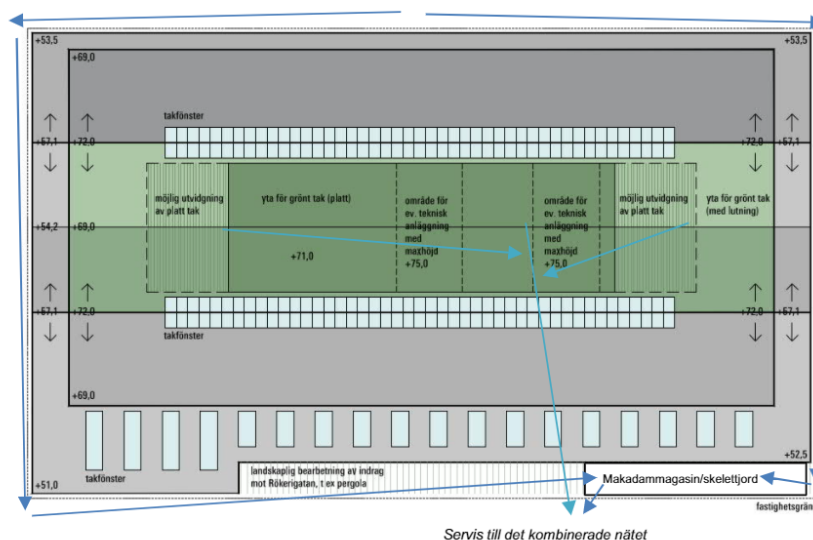 +53,5
+53,5
+69,0
takfönster
+57,1
+72,0
+72,0
+57,1
möjlig utvidgning
av platt tak
yta för grönt tak (platt)
område för
ev. teknisk
anläggning
med
maxhöjd
+75,0
område för
ev. teknisk
anläggning
med
maxhöjd
+75,0
möjlig utvidgning
av platt tak
yta för grönt tak
(med lutning)
+54,2
+69,0
+71,0
+57,1
+72,0
+72,0
+57,1
takfönster
+69,0
takfönster
+51,0
landskaplig bearbetning av indrag
mot Rökerigatan, t ex pergola
+52,5
Makadammagasin/skelettjord
fastighetsgrän
Servis till det kombinerade nätet